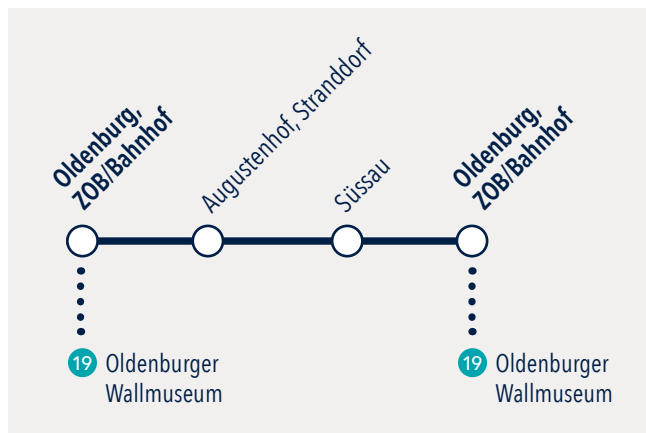 Oldenburg,
ZOB/Bahnhof
Augustenhof, Stranddorf
Süssau
Oldenburg,
ZOB/Bahnhof
19 Oldenburger
Wallmuseum
19 Oldenburger
Wallmuseum